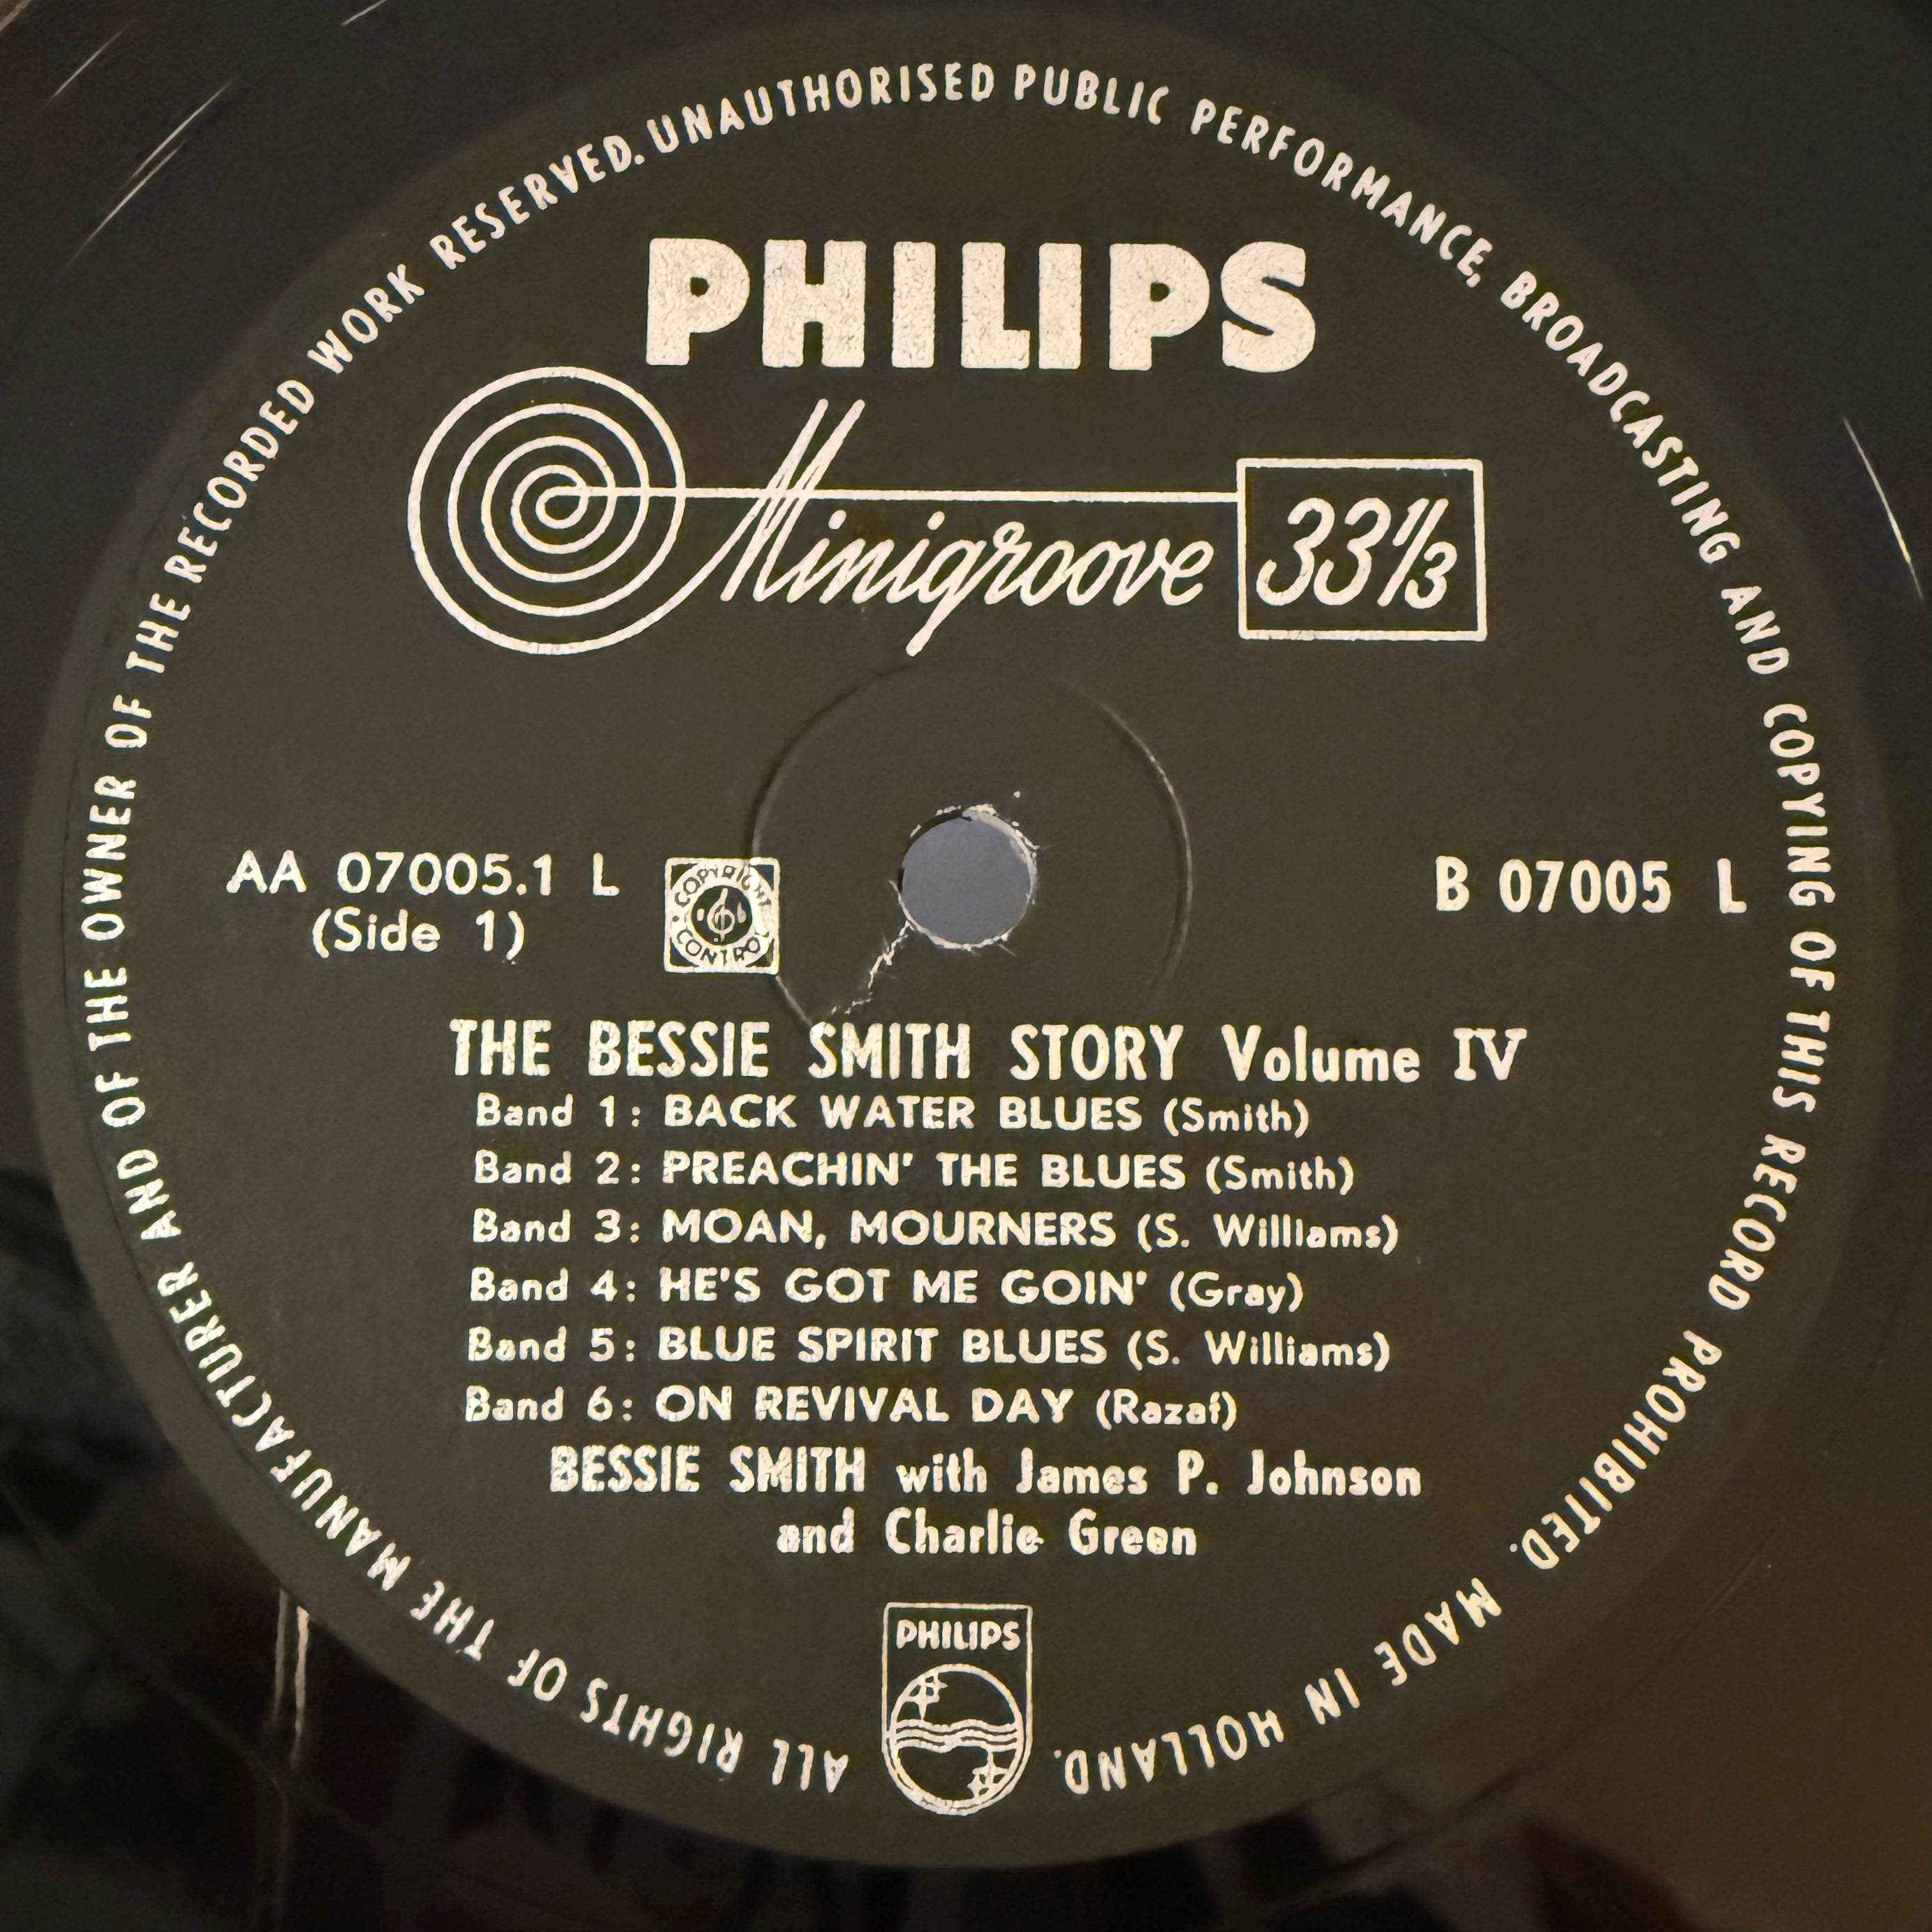 ALL RIGHTS OF THE MANUFACTURER AND OF THE OWNER OF THE RECORDED WORK RESERVED. UNAUTHORISED PUBLIC PERFORMANCE, BROADCASTING AND COPYING OF THIS RECORD PROHIBITED. MADE IN HOLLAND.
PHILIPS
Minigroove 33⅓
AA 07005.1 L
(Side 1)
COPYRIGHT CONTROL
B 07005 L
THE BESSIE SMITH STORY Volume IV
Band 1: BACK WATER BLUES (Smith)
Band 2: PREACHIN' THE BLUES (Smith)
Band 3: MOAN, MOURNERS (S. Williams)
Band 4: HE'S GOT ME GOIN' (Gray)
Band 5: BLUE SPIRIT BLUES (S. Williams)
Band 6: ON REVIVAL DAY (Razaf)
BESSIE SMITH with James P. Johnson
and Charlie Green
PHILIPS